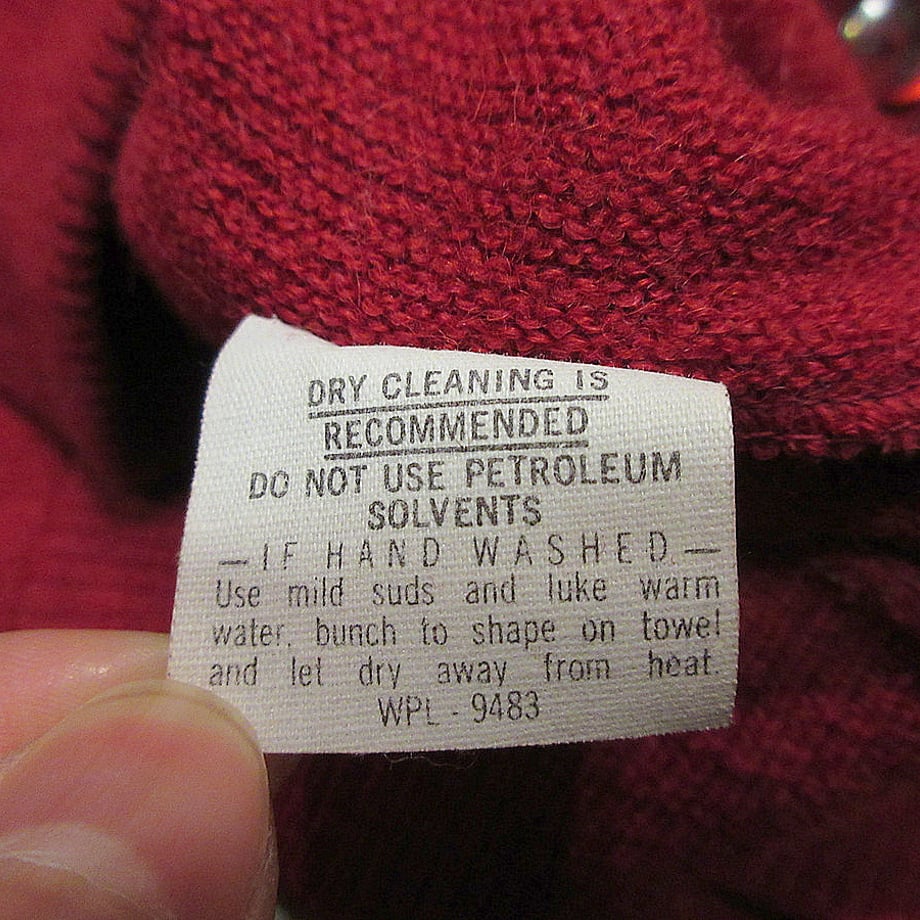 DRY CLEANING IS
RECOMMENDED
DO NOT USE PETROLEUM
SOLVENTS
—IF HAND WASHED—
Use mild suds and luke warm
water, bunch to shape on towel
and let dry away from heat.
WPL - 9483